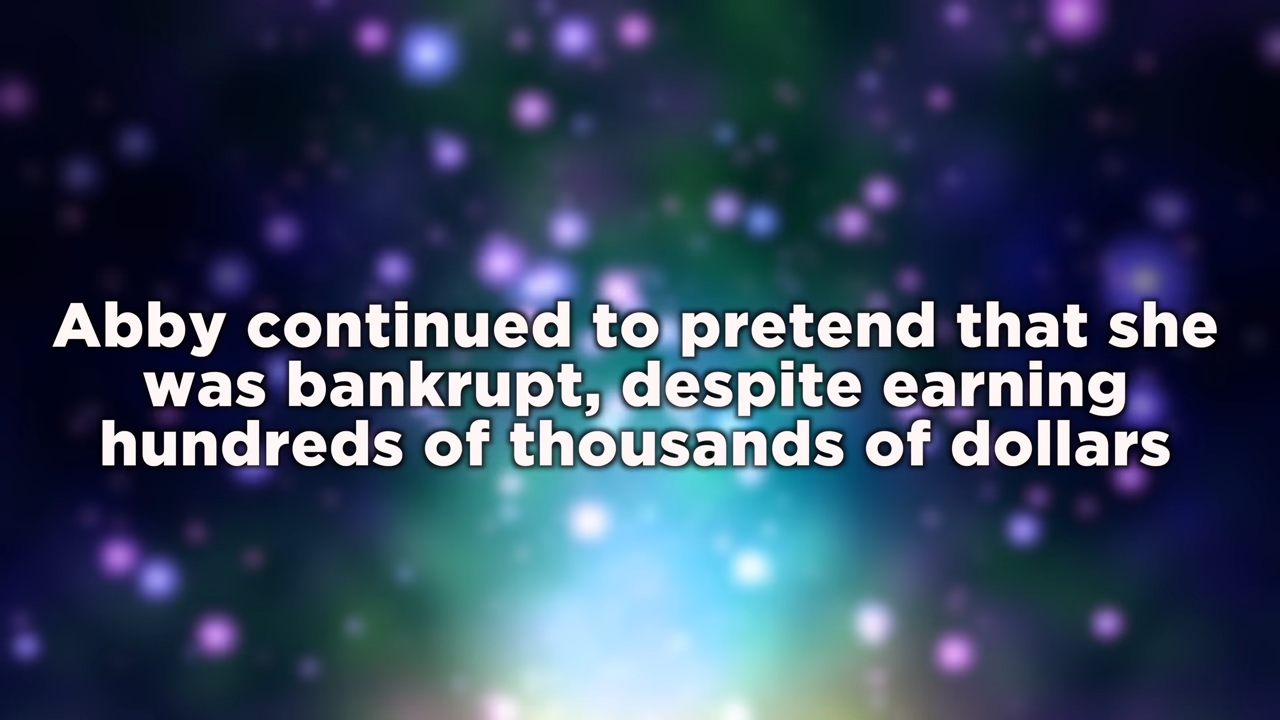 Abby continued to pretend that she
was bankrupt, despite earning
hundreds of thousands of dollars